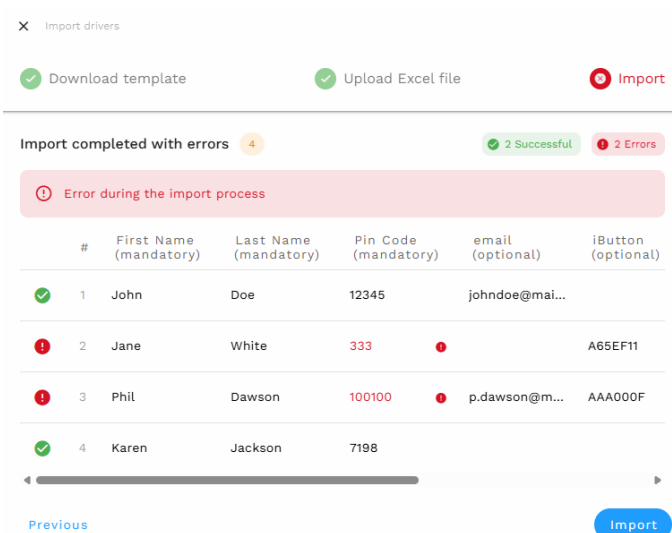 Import drivers
Download template
Upload Excel file
Import
Import completed with errors 4
2 Successful
2 Errors
Error during the import process
# First Name (mandatory) Last Name (mandatory) Pin Code (mandatory) email (optional) iButton (optional)
1 John Doe 12345 johndoe@mai...
2 Jane White 333 A65EF11
3 Phil Dawson 100100 p.dawson@m... AAA000F
4 Karen Jackson 7198
Previous
Import